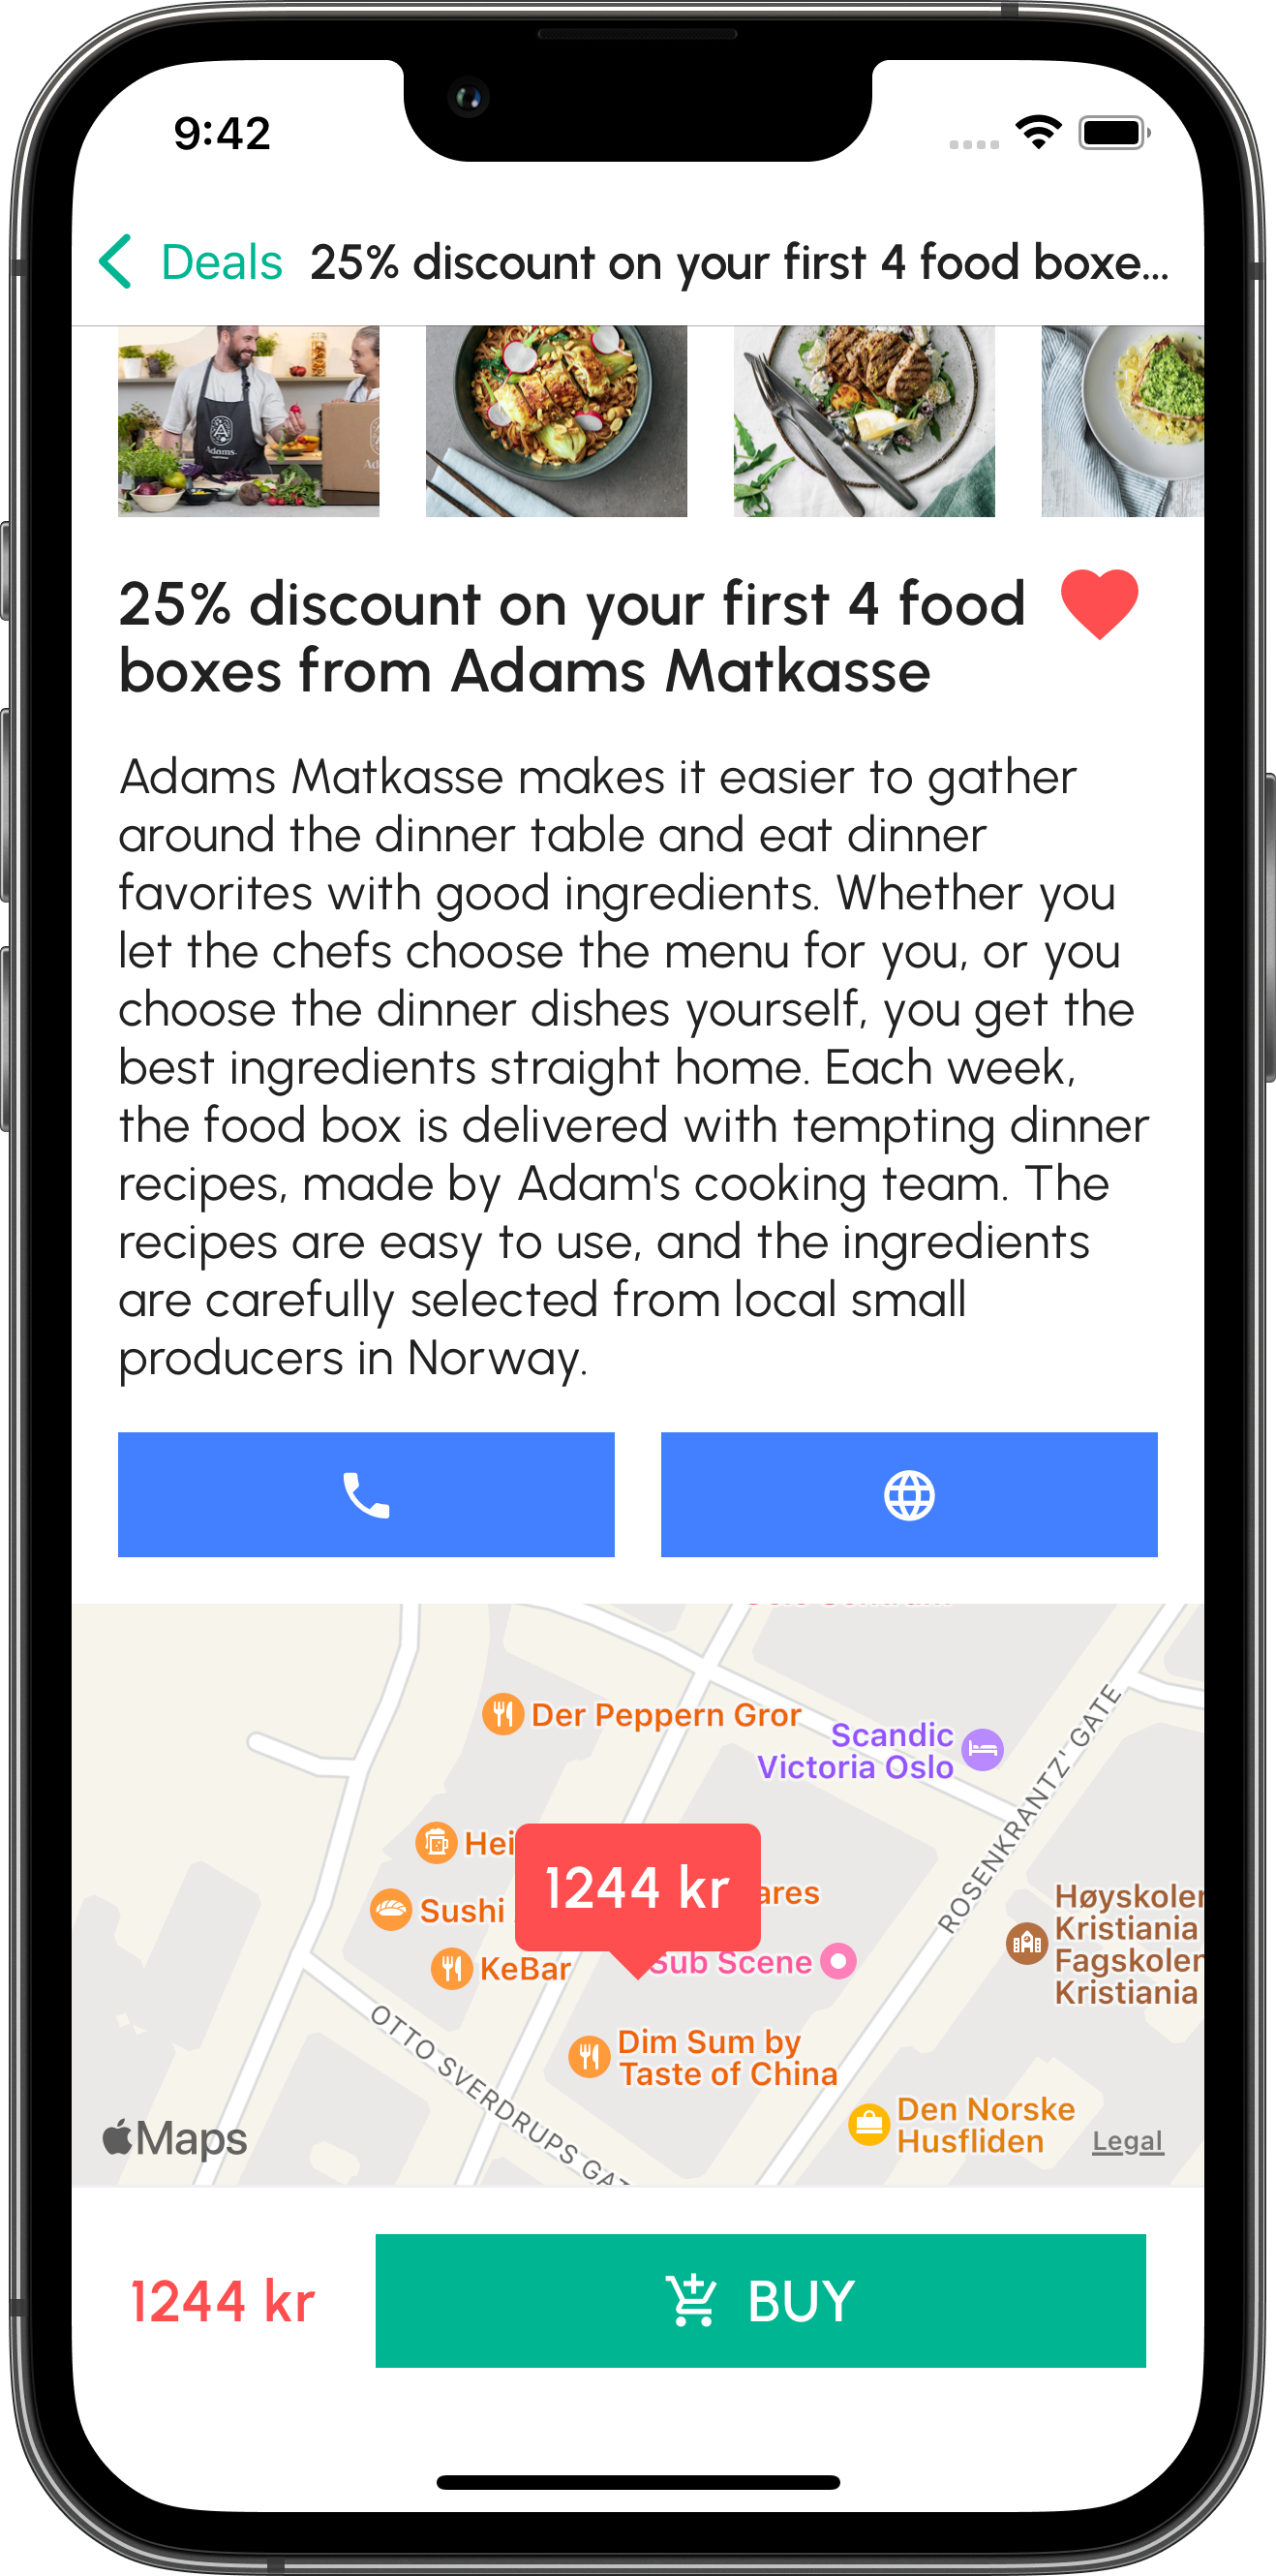 9:42
Deals 25% discount on your first 4 food boxe...
Adams
Ad
25% discount on your first 4 food
boxes from Adams Matkasse
Adams Matkasse makes it easier to gather
around the dinner table and eat dinner
favorites with good ingredients. Whether you
let the chefs choose the menu for you, or you
choose the dinner dishes yourself, you get the
best ingredients straight home. Each week,
the food box is delivered with tempting dinner
recipes, made by Adam's cooking team. The
recipes are easy to use, and the ingredients
are carefully selected from local small
producers in Norway.
Der Peppern Gror
Scandic
Victoria Oslo
ROSENKRANTZ' GATE
Hei
1244 kr
ares
Sushi
KeBar
Sub Scene
Høyskolen
Kristiania
Fagskolen
Kristiania
OTTO SVERDRUPS GAT
Dim Sum by
Taste of China
Den Norske
Husfliden
Maps
Legal
1244 kr
BUY